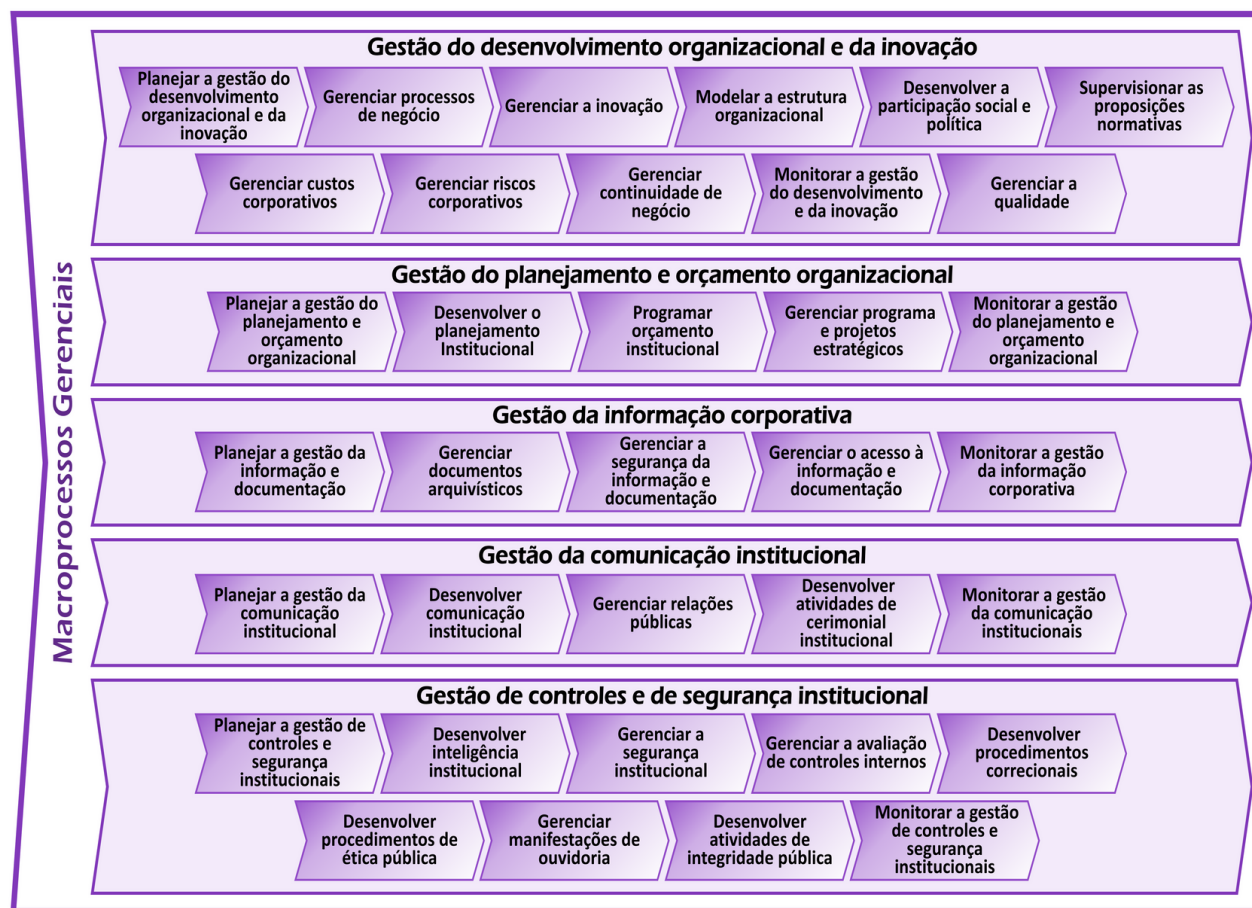 Macroprocessos Gerenciais
Gestão do desenvolvimento organizacional e da inovação
Planejar a gestão do
desenvolvimento
organizacional e da
inovação
Gerenciar processos
de negócio
Gerenciar a inovação
Modelar a estrutura
organizacional
Desenvolver a
participação social e
política
Supervisionar as
proposições
normativas
Gerenciar custos
corporativos
Gerenciar riscos
corporativos
Gerenciar
continuidade de
negócio
Monitorar a gestão
do desenvolvimento
e da inovação
Gerenciar a
qualidade
Gestão do planejamento e orçamento organizacional
Planejar a gestão do
planejamento e
orçamento
organizacional
Desenvolver o
planejamento
Institucional
Programar
orçamento
institucional
Gerenciar programa
e projetos
estratégicos
Monitorar a gestão
do planejamento e
orçamento
organizacional
Gestão da informação corporativa
Planejar a gestão da
informação e
documentação
Gerenciar
documentos
arquivísticos
Gerenciar a
segurança da
informação e
documentação
Gerenciar o acesso à
informação e
documentação
Monitorar a gestão
da informação
corporativa
Gestão da comunicação institucional
Planejar a gestão da
comunicação
institucional
Desenvolver
comunicação
institucional
Gerenciar relações
públicas
Desenvolver
atividades de
cerimonial
institucional
Monitorar a gestão
da comunicação
institucionais
Gestão de controles e de segurança institucional
Planejar a gestão de
controles e
segurança
institucionais
Desenvolver
inteligência
institucional
Gerenciar a
segurança
institucional
Gerenciar a avaliação
de controles internos
Desenvolver
procedimentos
correcionais
Desenvolver
procedimentos de
ética pública
Gerenciar
manifestações de
ouvidoria
Desenvolver
atividades de
integridade pública
Monitorar a gestão
de controles e
segurança
institucionais